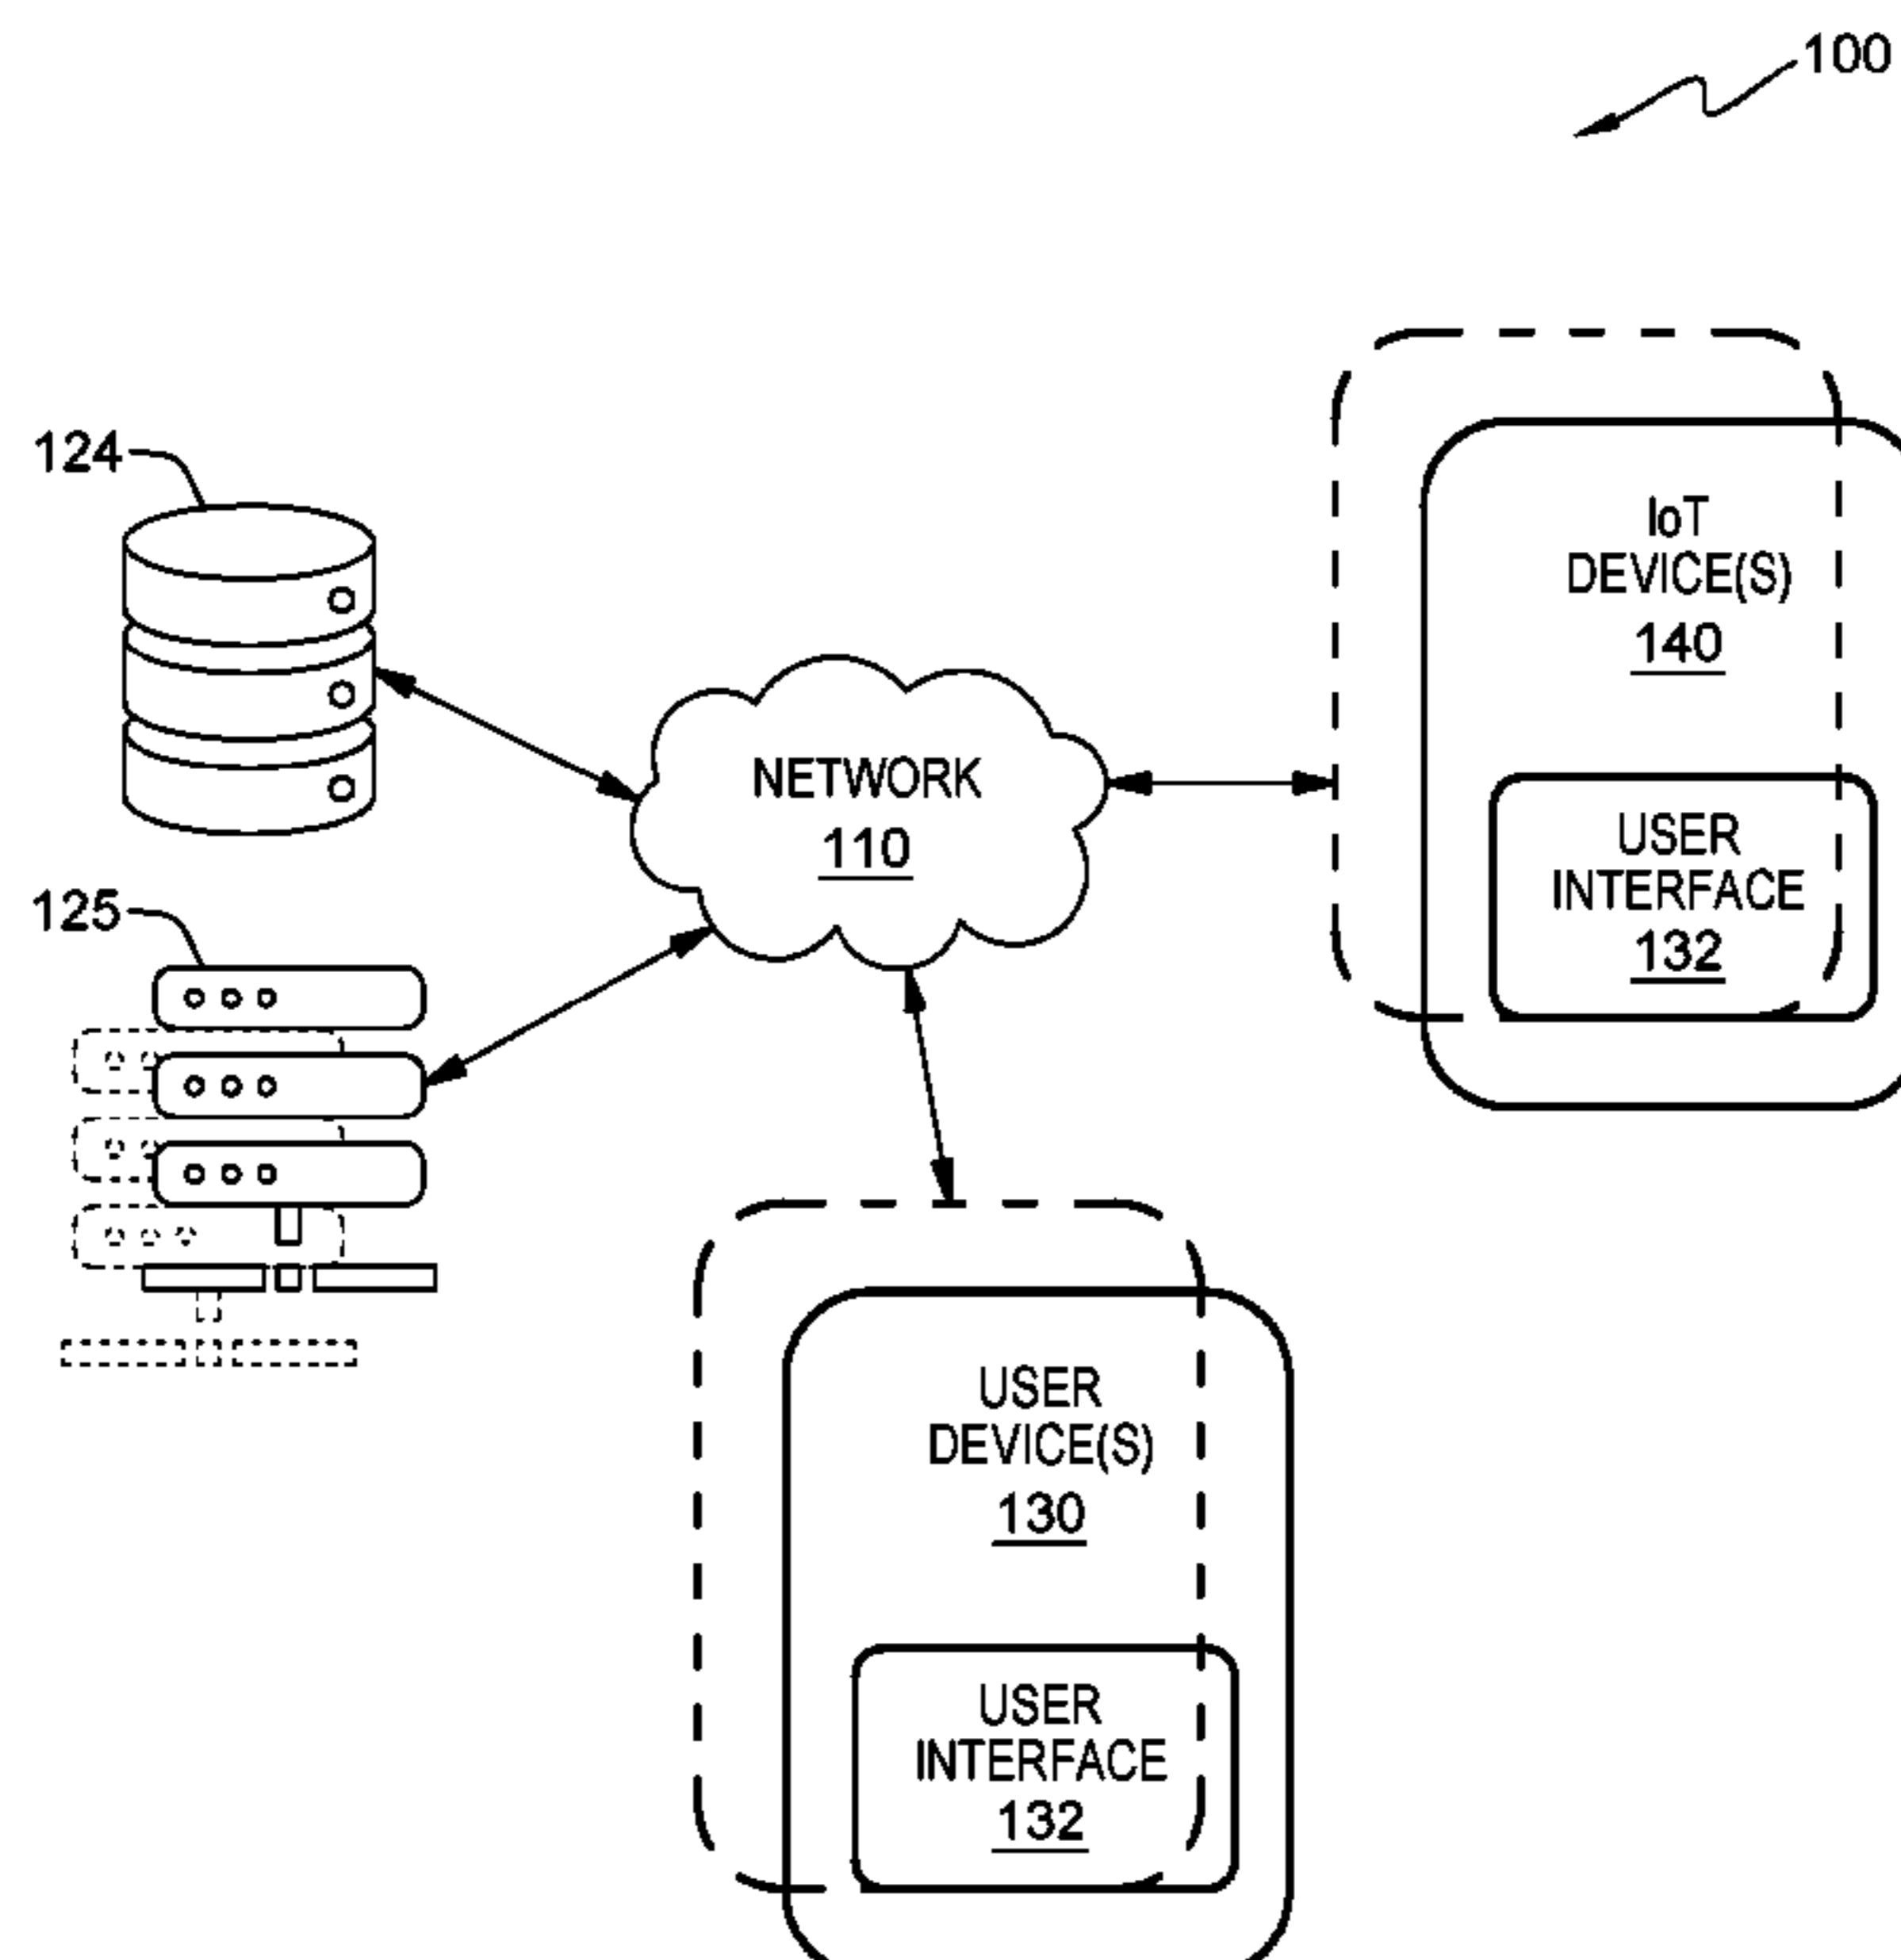 100
124
IoT
DEVICE(S)
140
NETWORK
110
USER
INTERFACE
132
125
USER
DEVICE(S)
130
USER
INTERFACE
132